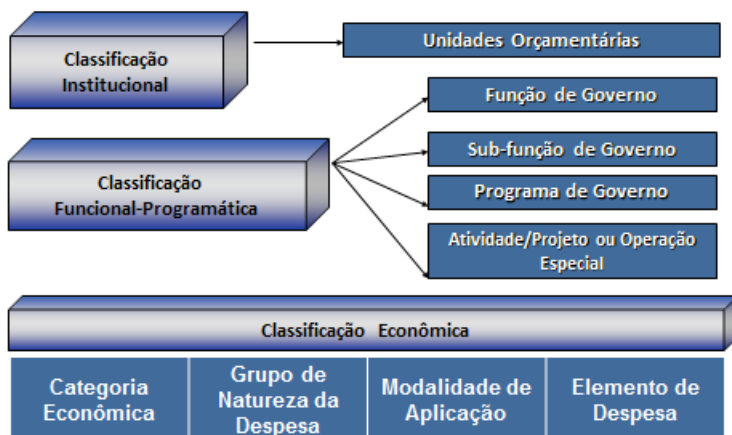 Classificação
Institucional
Unidades Orçamentárias
Classificação
Funcional-Programática
Função de Governo
Sub-função de Governo
Programa de Governo
Atividade/Projeto ou Operação
Especial
Classificação Econômica
Categoria
Econômica
Grupo de
Natureza da
Despesa
Modalidade de
Aplicação
Elemento de
Despesa